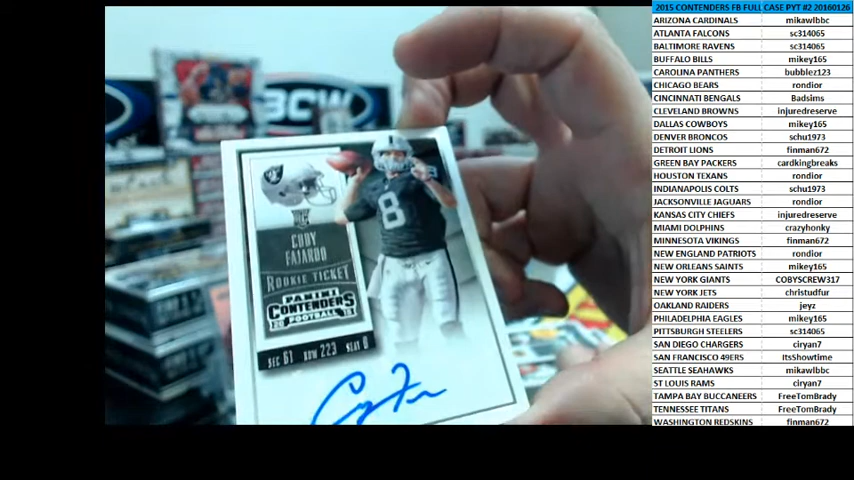 BCW
CODY
FAJARDO
ROOKIE TICKET
PANINI
CONTENDERS
FOOTBALL
SEC 61 ROW 223 SEAT 8
8
2015 CONTENDERS FB FULL CASE PYT #2 20160126
ARIZONA CARDINALS mikawlbbc
ATLANTA FALCONS sc314065
BALTIMORE RAVENS sc314065
BUFFALO BILLS mikey165
CAROLINA PANTHERS bubblez123
CHICAGO BEARS rondior
CINCINNATI BENGALS Badsims
CLEVELAND BROWNS injuredreserve
DALLAS COWBOYS mikey165
DENVER BRONCOS schu1973
DETROIT LIONS finman672
GREEN BAY PACKERS cardkingbreaks
HOUSTON TEXANS rondior
INDIANAPOLIS COLTS schu1973
JACKSONVILLE JAGUARS rondior
KANSAS CITY CHIEFS injuredreserve
MIAMI DOLPHINS crazyhonky
MINNESOTA VIKINGS finman672
NEW ENGLAND PATRIOTS rondior
NEW ORLEANS SAINTS mikey165
NEW YORK GIANTS COBYSCREW317
NEW YORK JETS christudfur
OAKLAND RAIDERS jeyz
PHILADELPHIA EAGLES mikey165
PITTSBURGH STEELERS sc314065
SAN DIEGO CHARGERS ciryan7
SAN FRANCISCO 49ERS ItsShowtime
SEATTLE SEAHAWKS mikawlbbc
ST LOUIS RAMS ciryan7
TAMPA BAY BUCCANEERS FreeTomBrady
TENNESSEE TITANS FreeTomBrady
WASHINGTON REDSKINS finman672